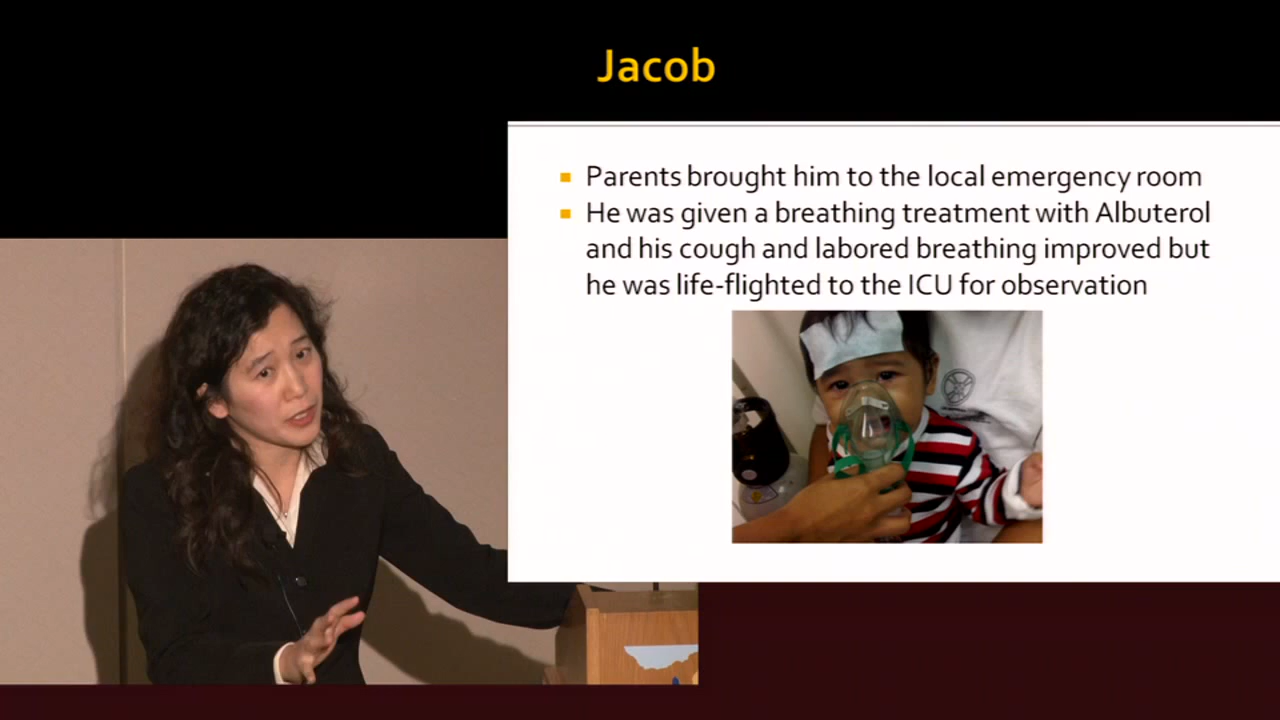 Jacob
Parents brought him to the local emergency room
He was given a breathing treatment with Albuterol
and his cough and labored breathing improved but
he was life-flighted to the ICU for observation